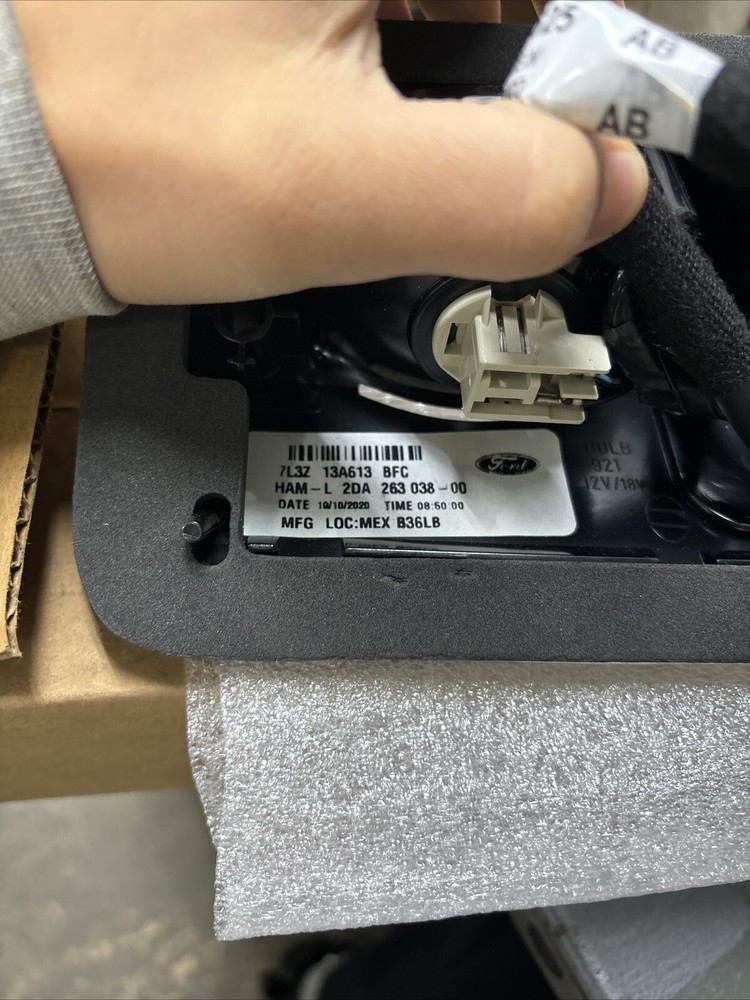 AB
AB
7L3Z 13A613 BFC
Ford
HAM-L 2DA 263 038-00
DATE 19/10/2020 TIME 08:50:00
MFG LOC:MEX B36LB
BULB
921
12V/18W